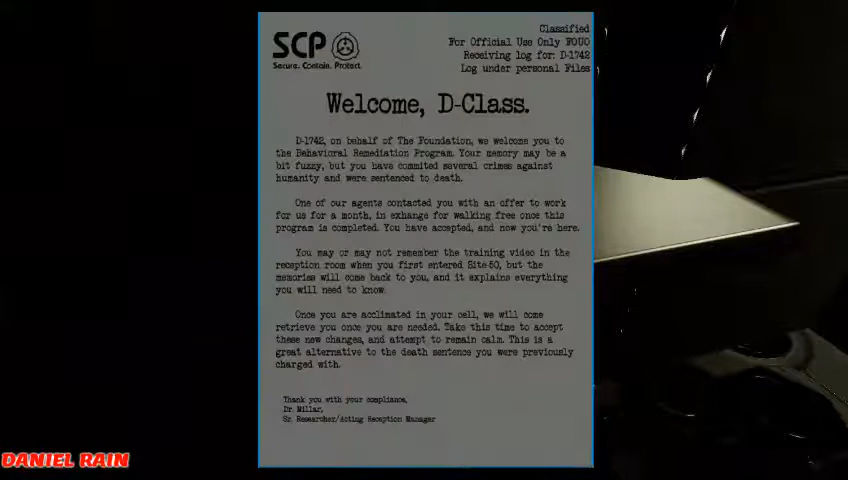 SCP
Secure. Contain. Protect.
Classified
For Official Use Only FOUO
Receiving log for: D-1742
Log under personal Files
Welcome, D-Class.
D-1742, on behalf of The Foundation, we welcome you to
the Behavioral Remediation Program. Your memory may be a
bit fuzzy, but you have commited several crimes against
humanity and were sentenced to death.
One of our agents contacted you with an offer to work
for us for a month, in exhange for walking free once this
program is completed. You have accepted, and now you're here.
You may or may not remember the training video in the
reception room when you first entered Site-50, but the
memories will come back to you, and it explains everything
you will need to know.
Once you are acclimated in your cell, we will come
retrieve you once you are needed. Take this time to accept
these new changes, and attempt to remain calm. This is a
great alternative to the death sentence you were previously
charged with.
Thank you with your compliance,
Dr. Millar,
Sr. Researcher/Acting Reception Manager
DANIEL RAIN